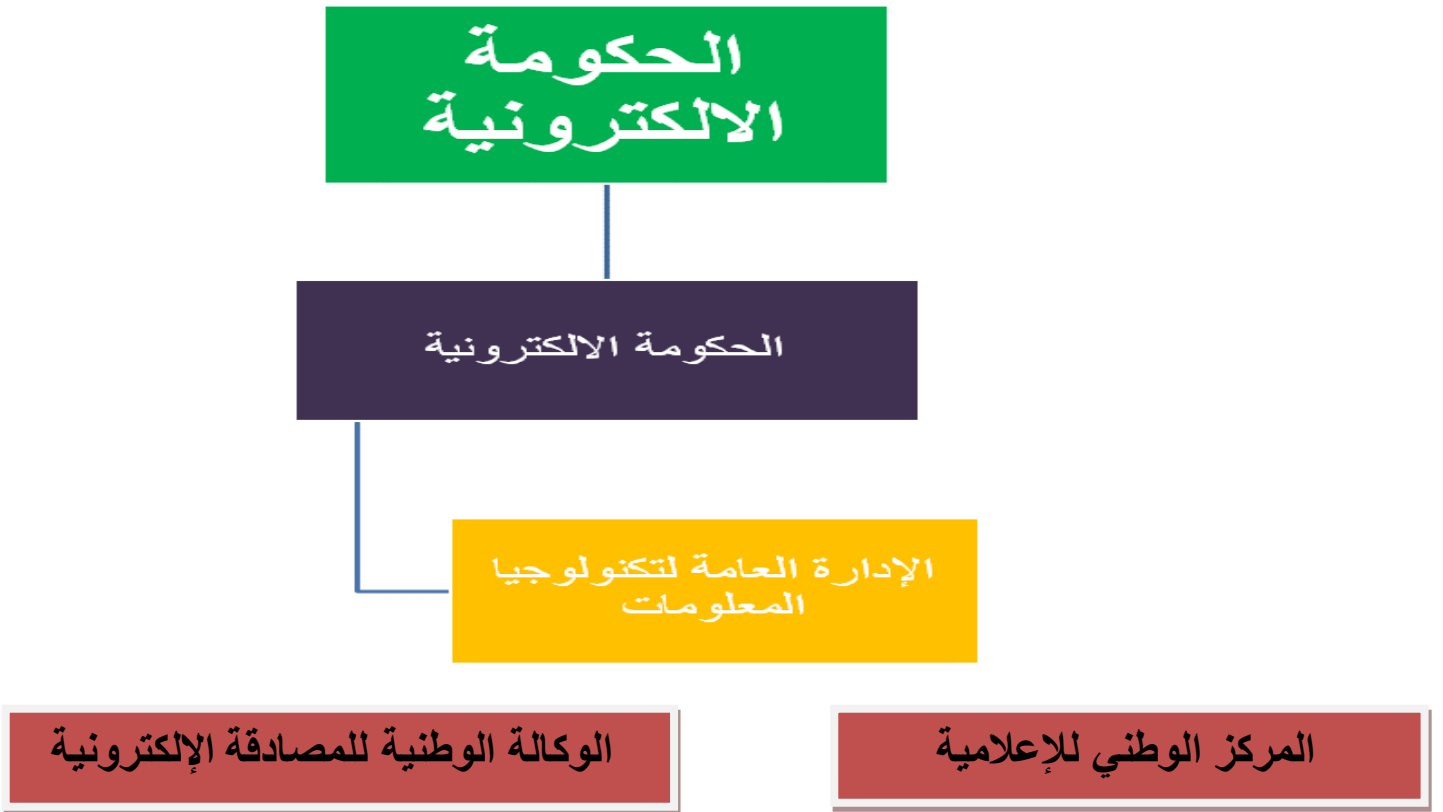 الحكومة
الالكترونية
الحكومة الالكترونية
الإدارة العامة لتكنولوجيا
المعلومات
المركز الوطني للإعلامية
الوكالة الوطنية للمصادقة الإلكترونية